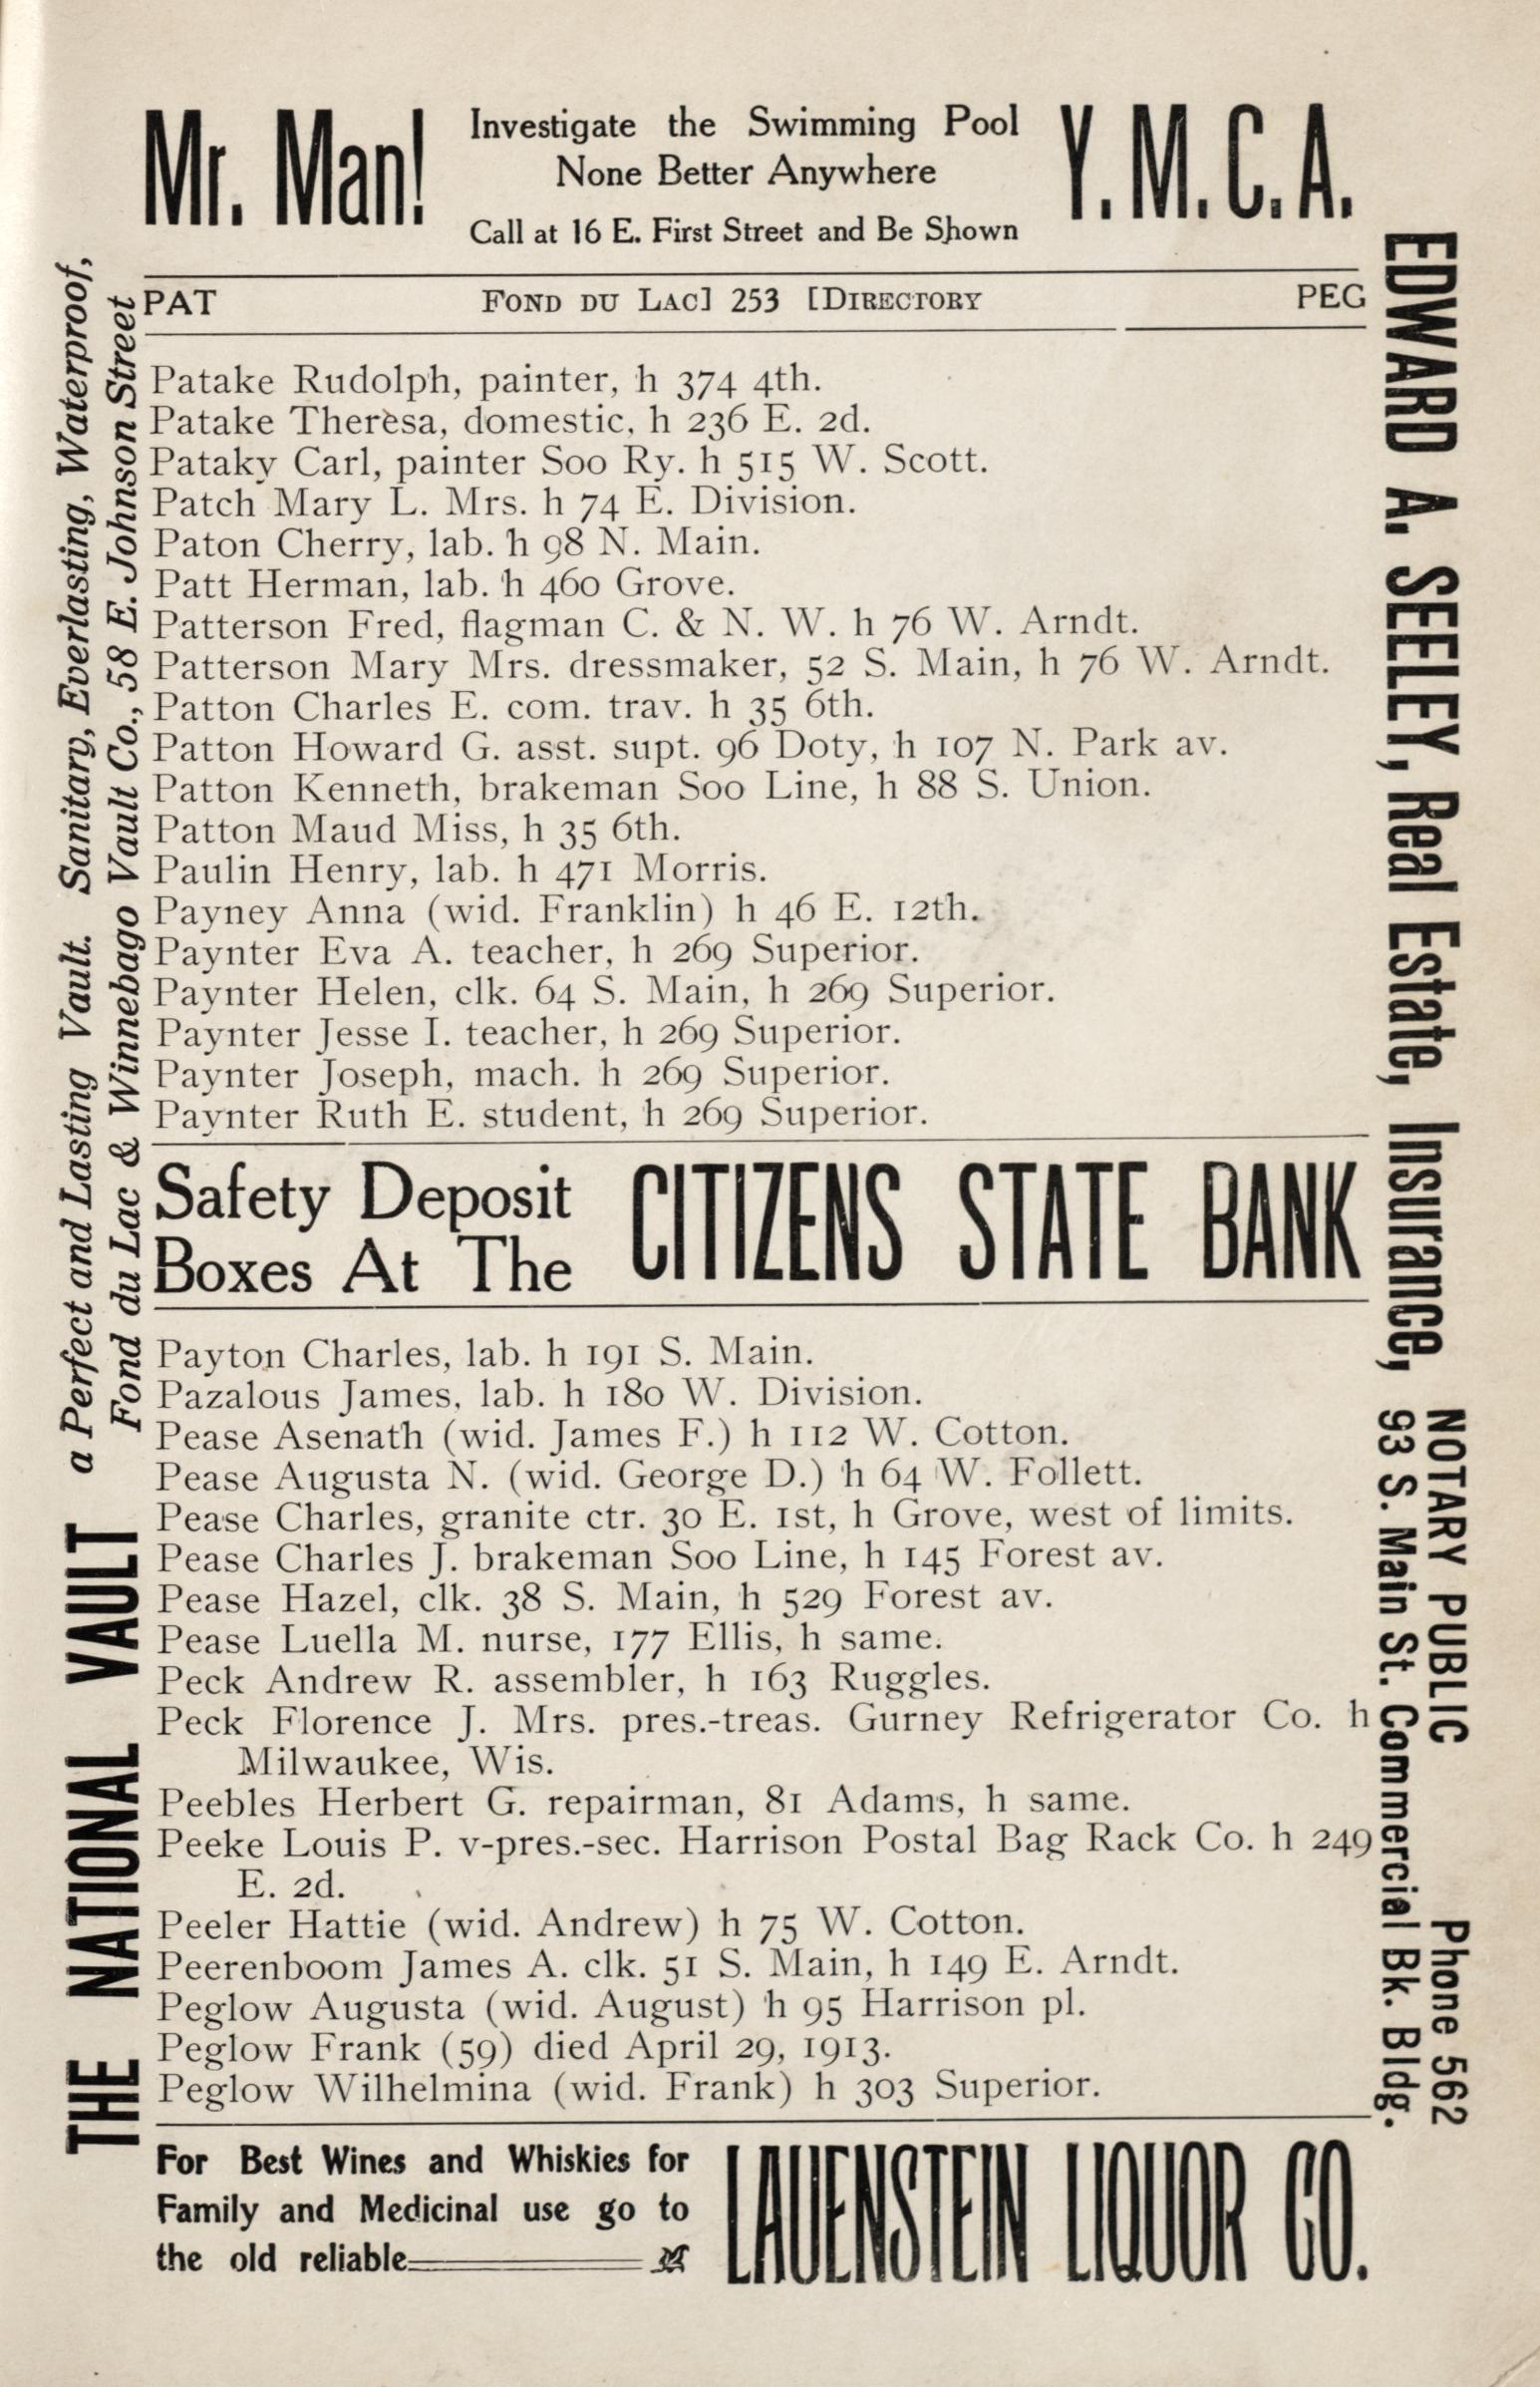 Mr. Man!
Investigate the Swimming Pool
None Better Anywhere
Call at 16 E. First Street and Be Shown
Y. M. C. A.
PAT FOND DU LAC] 253 [DIRECTORY PEG
Patake Rudolph, painter, h 374 4th.
Patake Theresa, domestic, h 236 E. 2d.
Pataky Carl, painter Soo Ry. h 515 W. Scott.
Patch Mary L. Mrs. h 74 E. Division.
Paton Cherry, lab. h 98 N. Main.
Patt Herman, lab. h 460 Grove.
Patterson Fred, flagman C. & N. W. h 76 W. Arndt.
Patterson Mary Mrs. dressmaker, 52 S. Main, h 76 W. Arndt.
Patton Charles E. com. trav. h 35 6th.
Patton Howard G. asst. supt. 96 Doty, h 107 N. Park av.
Patton Kenneth, brakeman Soo Line, h 88 S. Union.
Patton Maud Miss, h 35 6th.
Paulin Henry, lab. h 471 Morris.
Payney Anna (wid. Franklin) h 46 E. 12th.
Paynter Eva A. teacher, h 269 Superior.
Paynter Helen, clk. 64 S. Main, h 269 Superior.
Paynter Jesse I. teacher, h 269 Superior.
Paynter Joseph, mach. h 269 Superior.
Paynter Ruth E. student, h 269 Superior.
Safety Deposit
Boxes At The
CITIZENS STATE BANK
Payton Charles, lab. h 191 S. Main.
Pazalous James, lab. h 180 W. Division.
Pease Asenath (wid. James F.) h 112 W. Cotton.
Pease Augusta N. (wid. George D.) h 64 W. Follett.
Pease Charles, granite ctr. 30 E. 1st, h Grove, west of limits.
Pease Charles J. brakeman Soo Line, h 145 Forest av.
Pease Hazel, clk. 38 S. Main, h 529 Forest av.
Pease Luella M. nurse, 177 Ellis, h same.
Peck Andrew R. assembler, h 163 Ruggles.
Peck Florence J. Mrs. pres.-treas. Gurney Refrigerator Co. h
Milwaukee, Wis.
Peebles Herbert G. repairman, 81 Adams, h same.
Peeke Louis P. v-pres.-sec. Harrison Postal Bag Rack Co. h 249
E. 2d.
Peeler Hattie (wid. Andrew) h 75 W. Cotton.
Peerenboom James A. clk. 51 S. Main, h 149 E. Arndt.
Peglow Augusta (wid. August) h 95 Harrison pl.
Peglow Frank (59) died April 29, 1913.
Peglow Wilhelmina (wid. Frank) h 303 Superior.
For Best Wines and Whiskies for
Family and Medicinal use go to
the old reliable
LAUENSTEIN LIQUOR CO.
THE NATIONAL VAULT
a Perfect and Lasting Vault. Sanitary, Everlasting, Waterproof,
Fond du Lac & Winnebago Vault Co., 58 E. Johnson Street
EDWARD A. SEELEY, Real Estate, Insurance,
NOTARY PUBLIC Phone 562
93 S. Main St. Commercial Bk. Bldg.